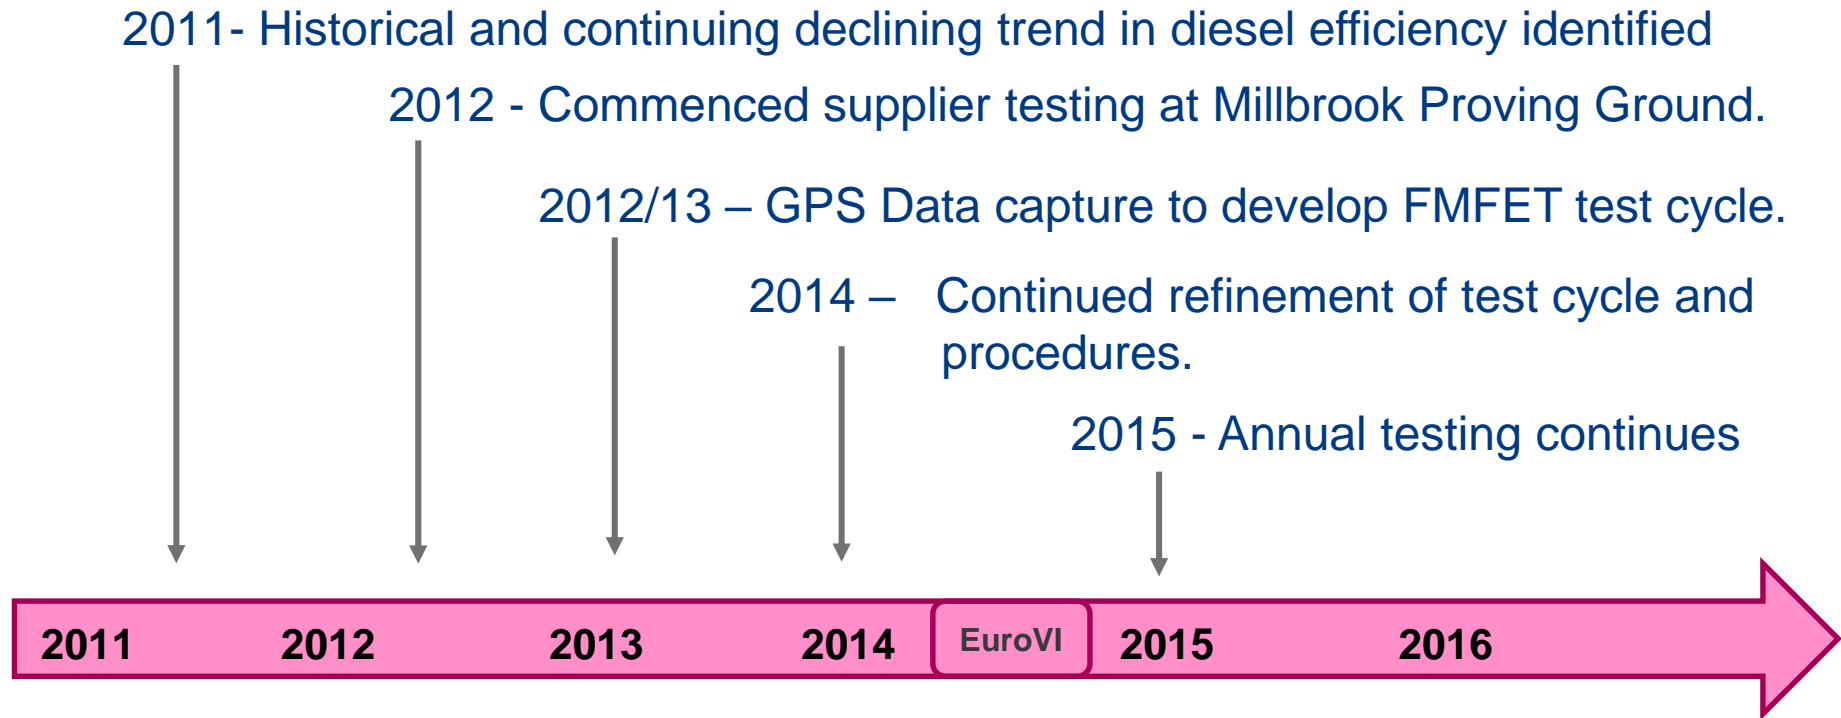 2011- Historical and continuing declining trend in diesel efficiency identified
2012 - Commenced supplier testing at Millbrook Proving Ground.
2012/13 – GPS Data capture to develop FMFET test cycle.
2014 – Continued refinement of test cycle and
procedures.
2015 - Annual testing continues
2011 2012 2013 2014 EuroVI 2015 2016